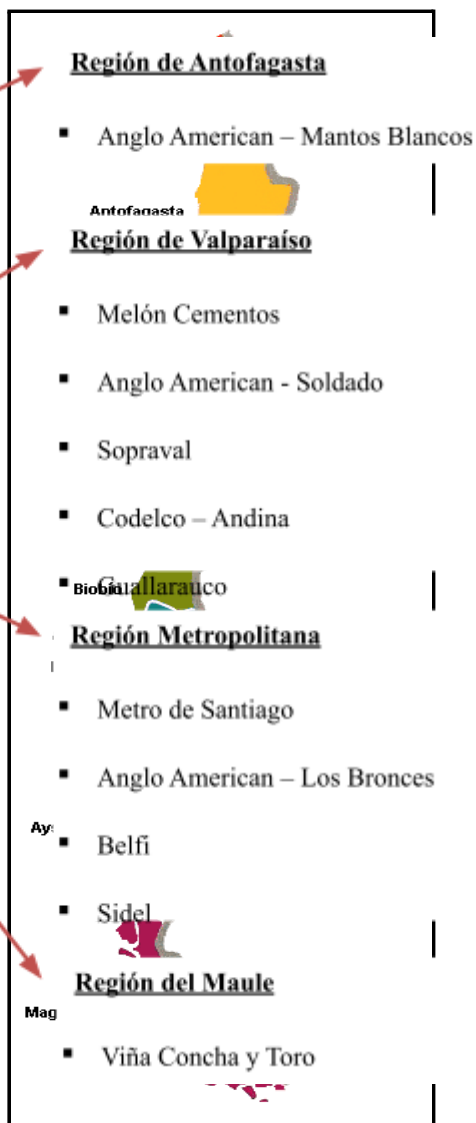 Región de Antofagasta
▪ Anglo American – Mantos Blancos
Antofagasta
Región de Valparaíso
▪ Melón Cementos
▪ Anglo American - Soldado
▪ Sopraval
▪ Codelco – Andina
▪ Guallarauco
Biobío
Región Metropolitana
▪ Metro de Santiago
▪ Anglo American – Los Bronces
Ays
▪ Belfi
▪ Sidel
Región del Maule
Mag
▪ Viña Concha y Toro